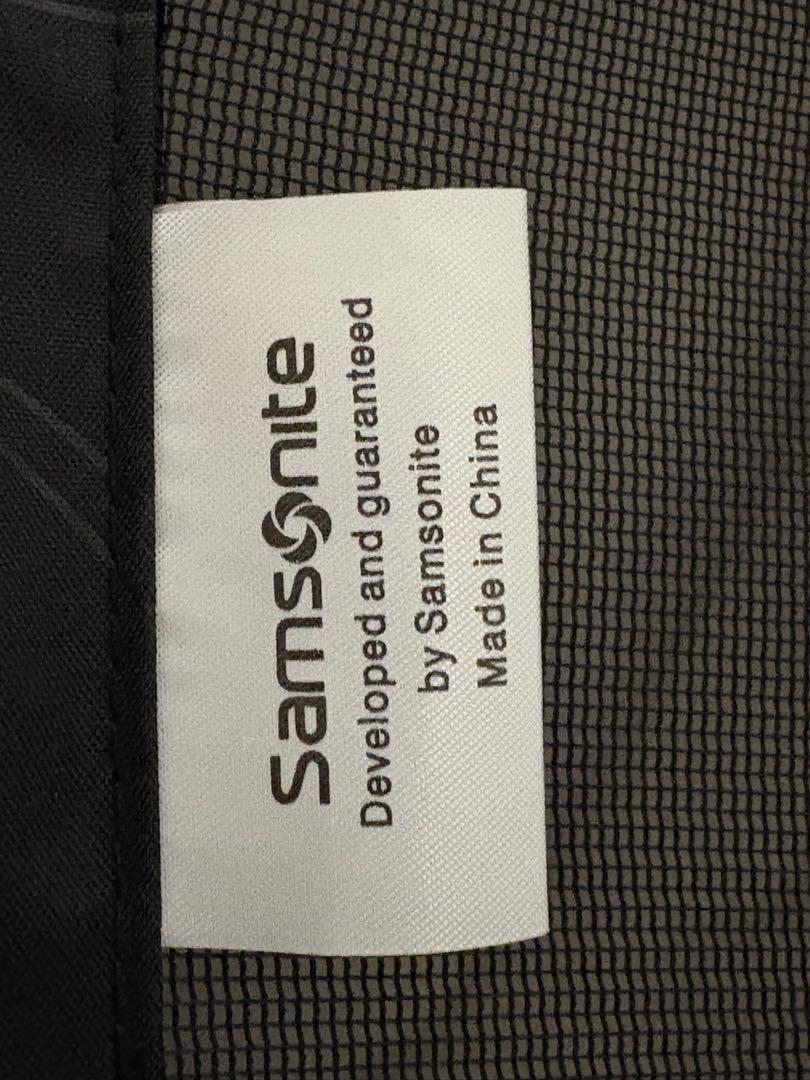 Samsonite
Developed and guaranteed
by Samsonite
Made in China